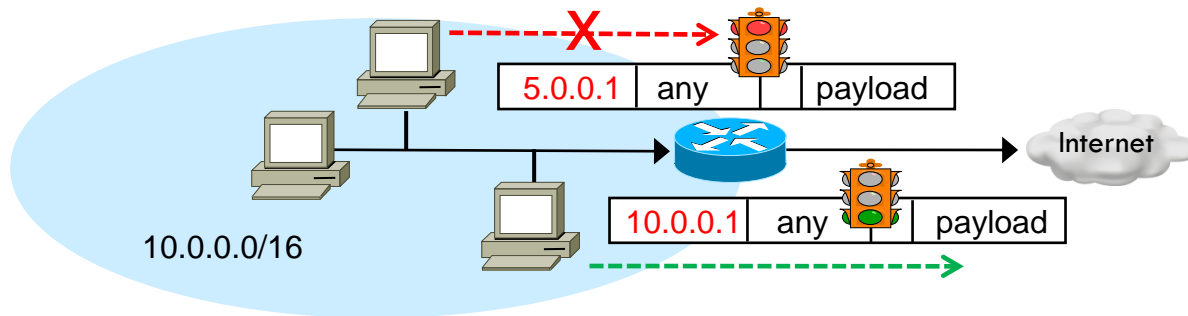 X
5.0.0.1 any payload
Internet
10.0.0.1 any payload
10.0.0.0/16